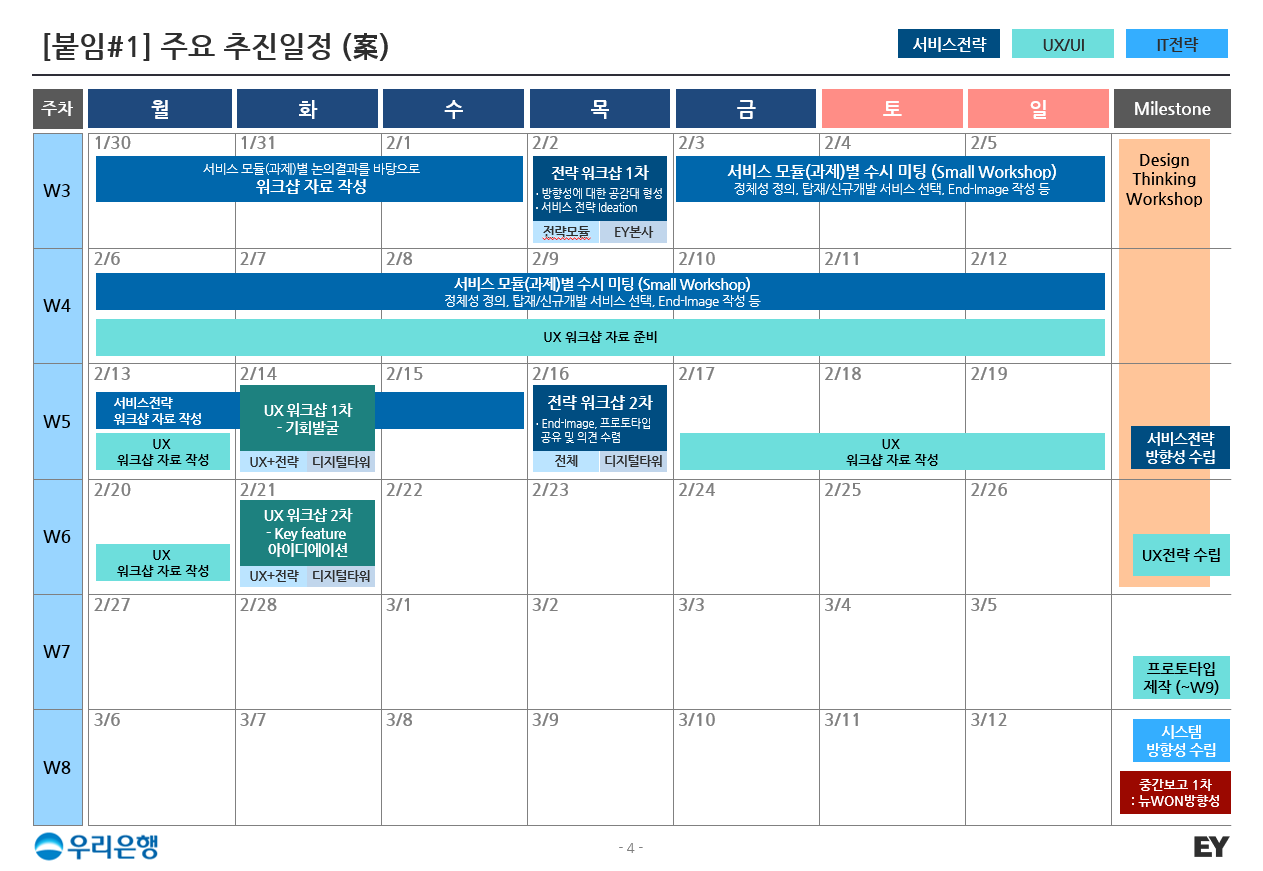 [붙임#1] 주요 추진일정 (案)
서비스전략
UX/UI
IT전략
주차
월
화
수
목
금
토
일
Milestone
W3
1/30
1/31
2/1
2/2
2/3
2/4
2/5
서비스 모듈(과제)별 논의결과를 바탕으로
워크샵 자료 작성
전략 워크샵 1차
· 방향성에 대한 공감대 형성
· 서비스 전략 Ideation
전략모듈
EY본사
서비스 모듈(과제)별 수시 미팅 (Small Workshop)
정체성 정의, 탑재/신규개발 서비스 선택, End-Image 작성 등
Design
Thinking
Workshop
W4
2/6
2/7
2/8
2/9
2/10
2/11
2/12
서비스 모듈(과제)별 수시 미팅 (Small Workshop)
정체성 정의, 탑재/신규개발 서비스 선택, End-Image 작성 등
UX 워크샵 자료 준비
W5
2/13
2/14
2/15
2/16
2/17
2/18
2/19
서비스전략
워크샵 자료 작성
UX
워크샵 자료 작성
UX 워크샵 1차
- 기회발굴
UX+전략
디지털타워
전략 워크샵 2차
· End-Image, 프로토타입
공유 및 의견 수렴
전체
디지털타워
UX
워크샵 자료 작성
서비스전략
방향성 수립
W6
2/20
2/21
2/22
2/23
2/24
2/25
2/26
UX
워크샵 자료 작성
UX 워크샵 2차
- Key feature
아이디에이션
UX+전략
디지털타워
UX전략 수립
W7
2/27
2/28
3/1
3/2
3/3
3/4
3/5
프로토타입
제작 (~W9)
W8
3/6
3/7
3/8
3/9
3/10
3/11
3/12
시스템
방향성 수립
중간보고 1차
: 뉴WON방향성
우리은행
- 4 -
EY